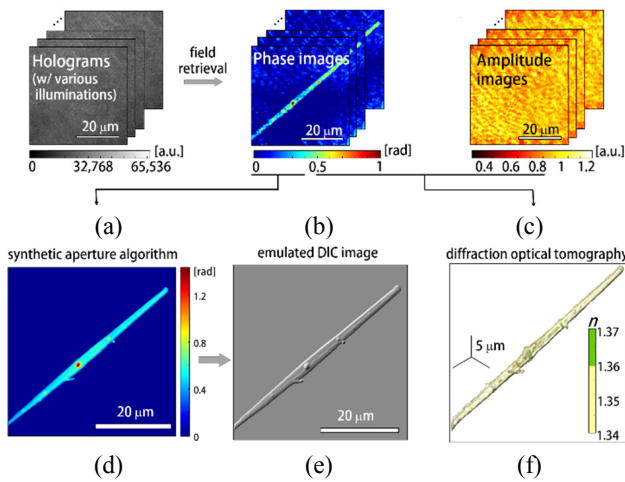 Holograms
(w/ various
illuminations)
20 μm
field
retrieval
Phase images
20 μm
Amplitude
images
20 μm
[a.u.]
0 32,768 65,536
[rad]
0 0.5 1
[a.u.]
0.4 0.6 0.8 1 1.2
(a) (b) (c)
synthetic aperture algorithm
emulated DIC image
diffraction optical tomography
[rad]
1.2
0.8
0.4
0
20 μm
20 μm
5 μm
n
1.37
1.36
1.35
1.34
(d) (e) (f)